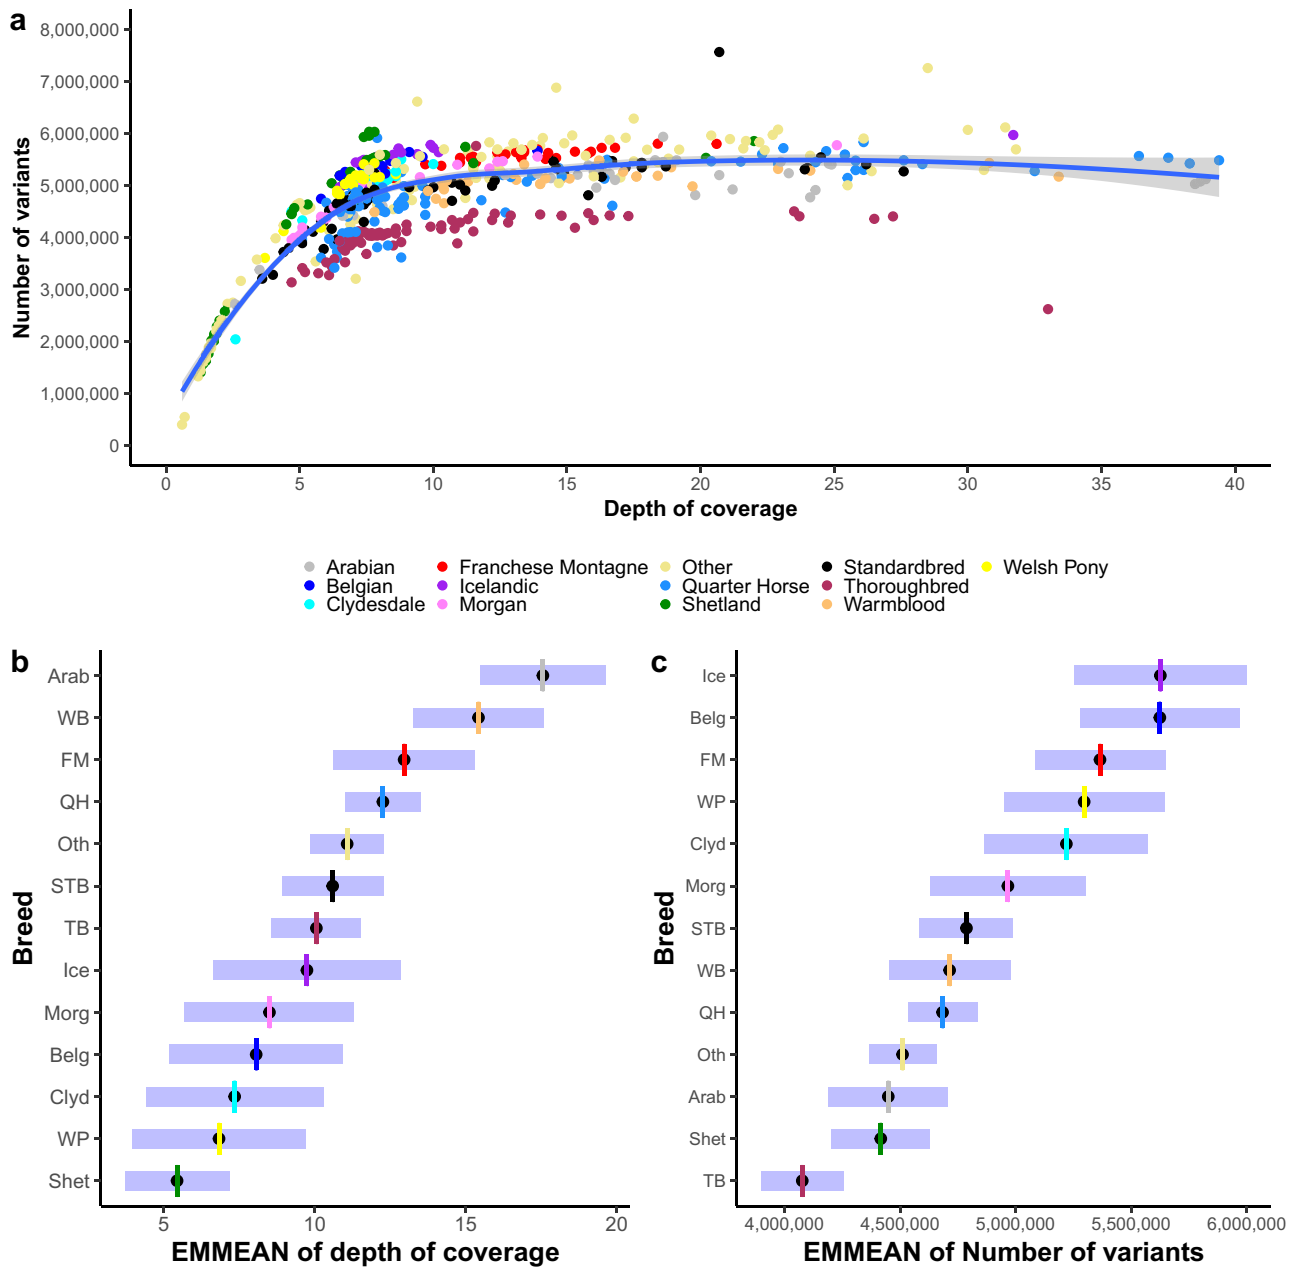 a
8,000,000
7,000,000
6,000,000
5,000,000
4,000,000
3,000,000
2,000,000
1,000,000
0
Number of variants
0 5 10 15 20 25 30 35 40
Depth of coverage
Arabian Franchese Montagne Other Standardbred Welsh Pony
Belgian Icelandic Quarter Horse Thoroughbred
Clydesdale Morgan Shetland Warmblood
b
Arab
WB
FM
QH
Oth
STB
TB
Ice
Morg
Belg
Clyd
WP
Shet
Breed
5 10 15 20
EMMEAN of depth of coverage
c
Ice
Belg
FM
WP
Clyd
Morg
STB
WB
QH
Oth
Arab
Shet
TB
Breed
4,000,000 4,500,000 5,000,000 5,500,000 6,000,000
EMMEAN of Number of variants